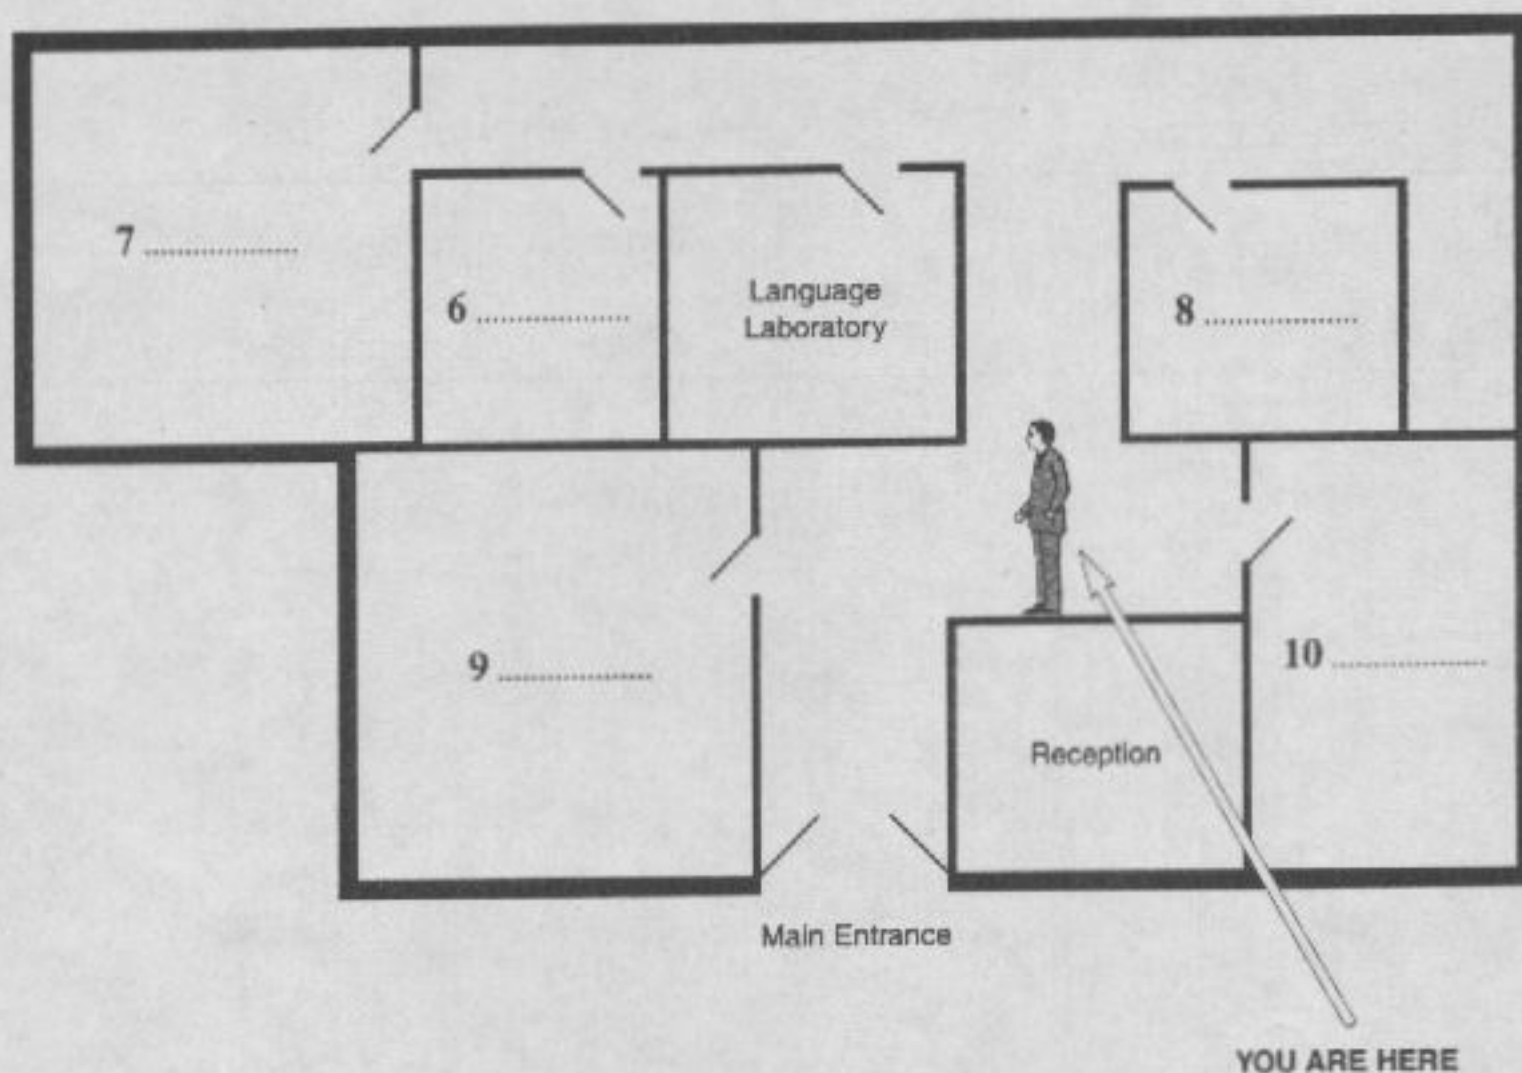 7 ....................
6 ....................
Language
Laboratory
8 ....................
9 ....................
10 ....................
Reception
Main Entrance
YOU ARE HERE